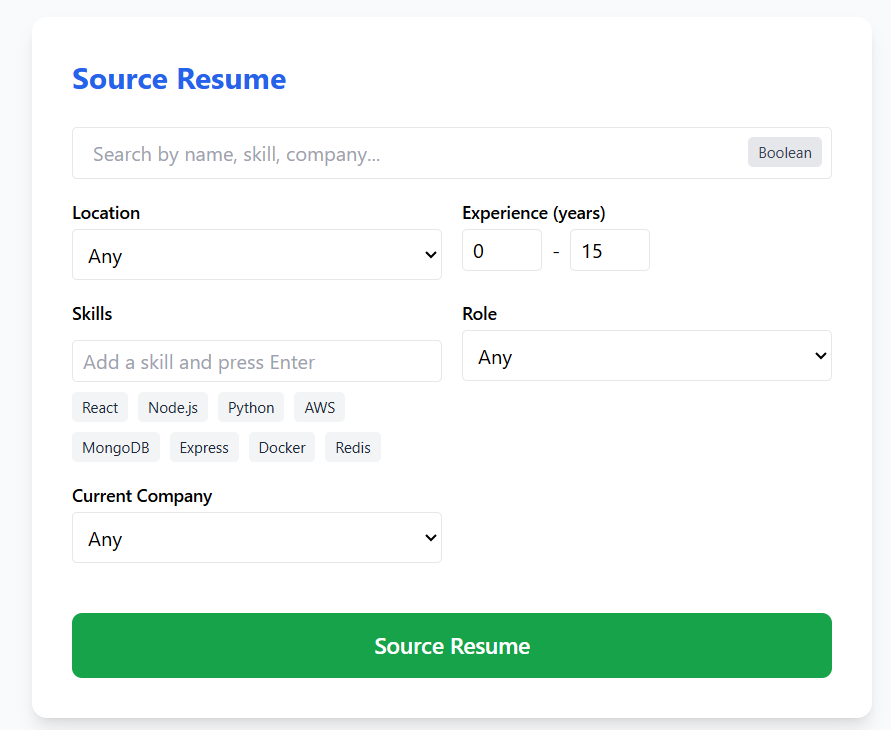 Source Resume
Search by name, skill, company...
Boolean
Location
Any
Experience (years)
0 - 15
Skills
Add a skill and press Enter
React Node.js Python AWS
MongoDB Express Docker Redis
Role
Any
Current Company
Any
Source Resume